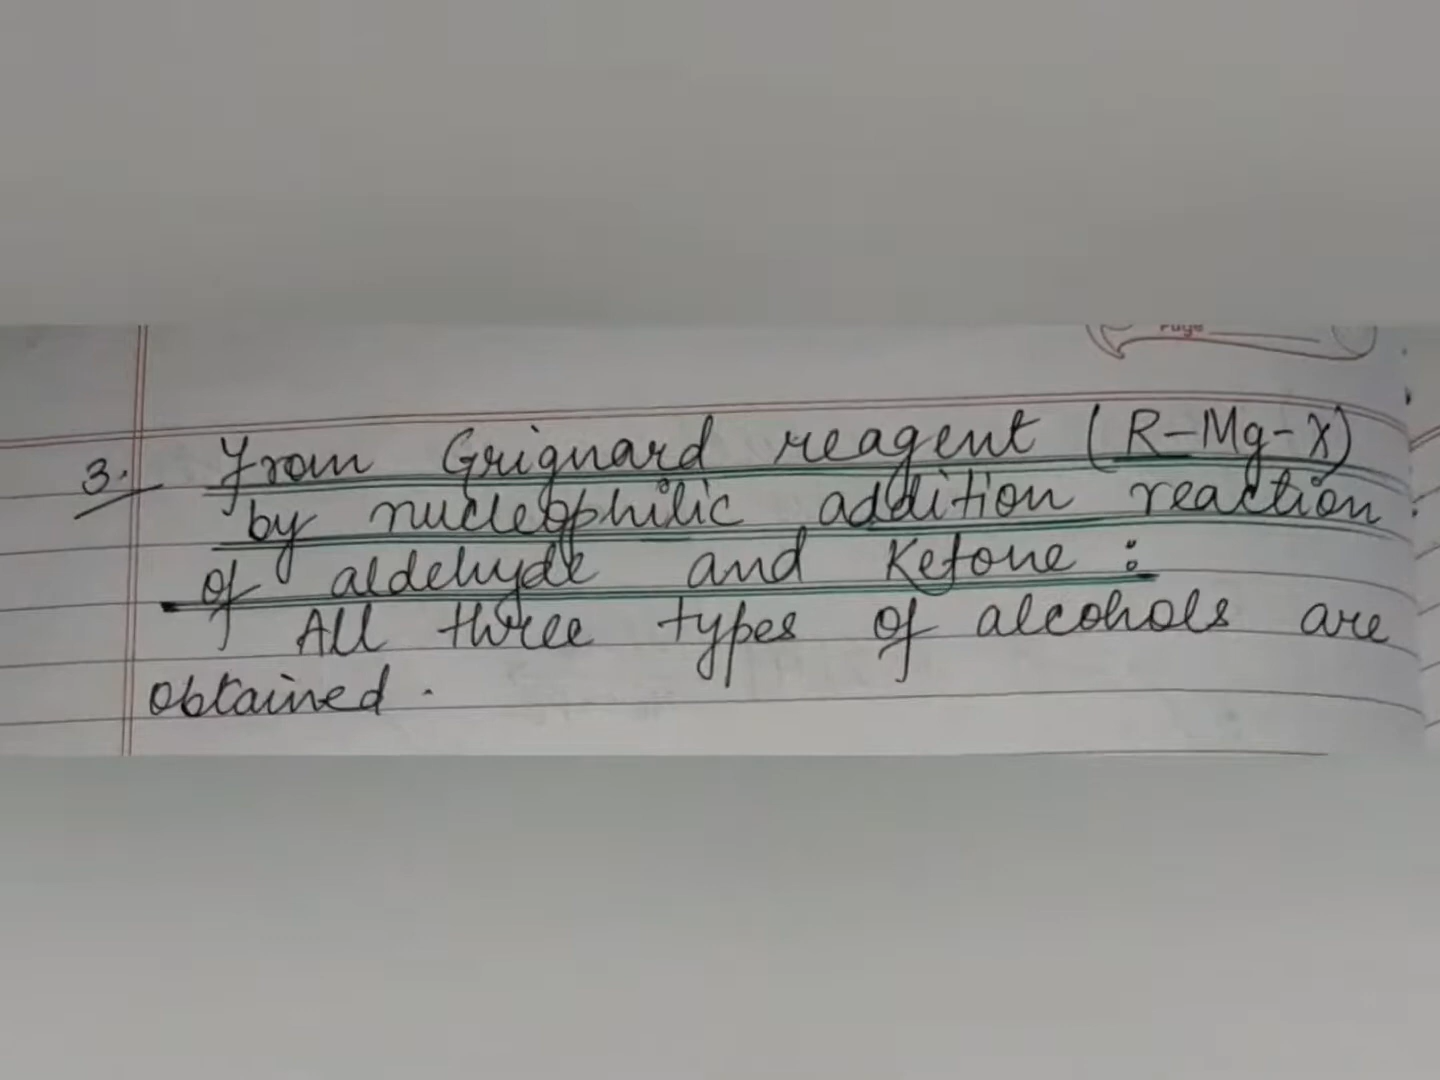 Page
3. From Grignard reagent (R-Mg-X)
by nucleophilic addition reaction
of aldehyde and Ketone :
All three types of alcohols are
obtained.